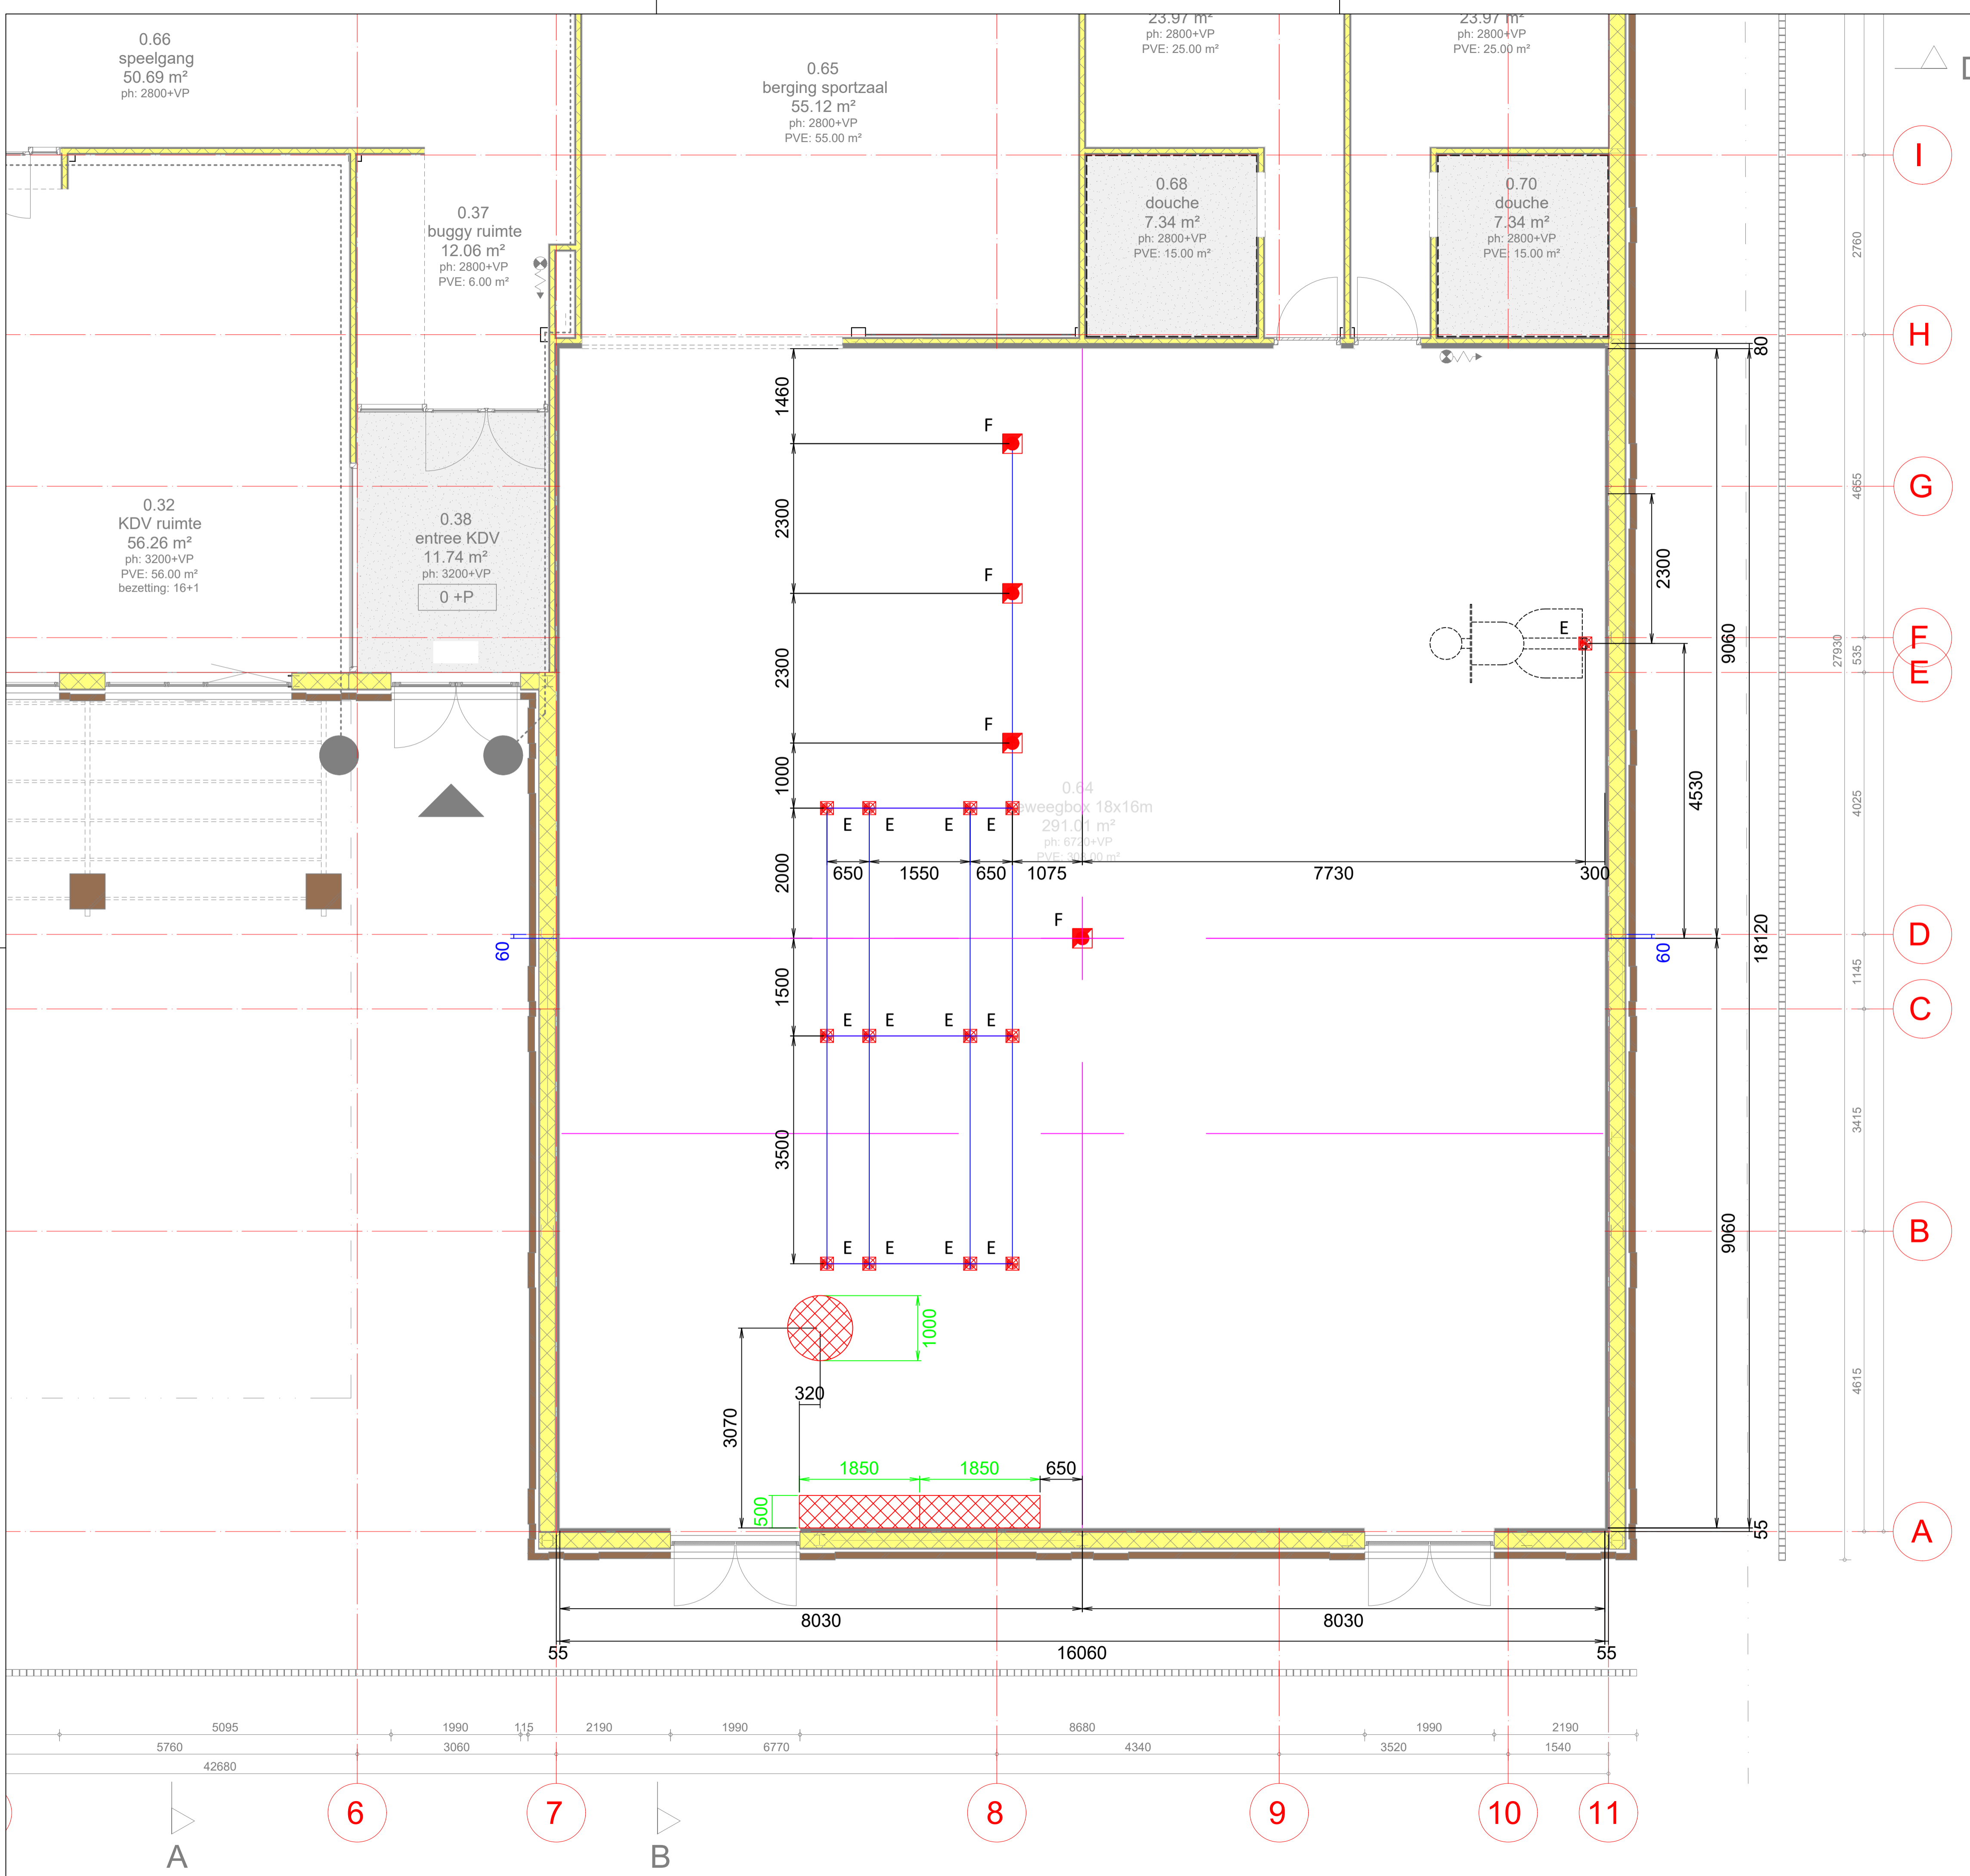 23.97 m²
ph: 2800+VP
PVE: 25.00 m²
23.97 m²
ph: 2800+VP
PVE: 25.00 m²
0.66
speelgang
50.69 m²
ph: 2800+VP
0.65
berging sportzaal
55.12 m²
ph: 2800+VP
PVE: 55.00 m²
I
0.68
douche
7.34 m²
ph: 2800+VP
PVE: 15.00 m²
0.70
douche
7.34 m²
ph: 2800+VP
PVE: 15.00 m²
0.37
buggy ruimte
12.06 m²
ph: 2800+VP
PVE: 6.00 m²
2760
H
80
1460
F
2300
G
4655
0.32
KDV ruimte
56.26 m²
ph: 3200+VP
PVE: 56.00 m²
bezetting: 16+1
0.38
entree KDV
11.74 m²
ph: 3200+VP
0 +P
2300
F
E
9060
27930
535
F
E
2300
F
1000
0.64
eweegbox 18x16m
291.01 m²
ph: 6720+VP
4530
4025
E E E E
2000
650 1550 650 1075 7730 300
F
60
60
18120
D
1500
1145
C
E E E E
3500
3415
9060
B
E E E E
1000
320
3070
4615
1850 1850 650
500
55
A
8030 8030
55 16060 55
5095 1990 115 2190 1990 8680 1990 2190
5760 3060 6770 4340 3520 1540
42680
6 7 8 9 10 11
A B